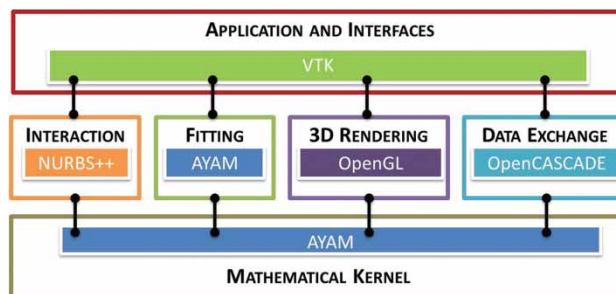 APPLICATION AND INTERFACES
VTK
INTERACTION
NURBS++
FITTING
AYAM
3D RENDERING
OpenGL
DATA EXCHANGE
OpenCASCADE
AYAM
MATHEMATICAL KERNEL